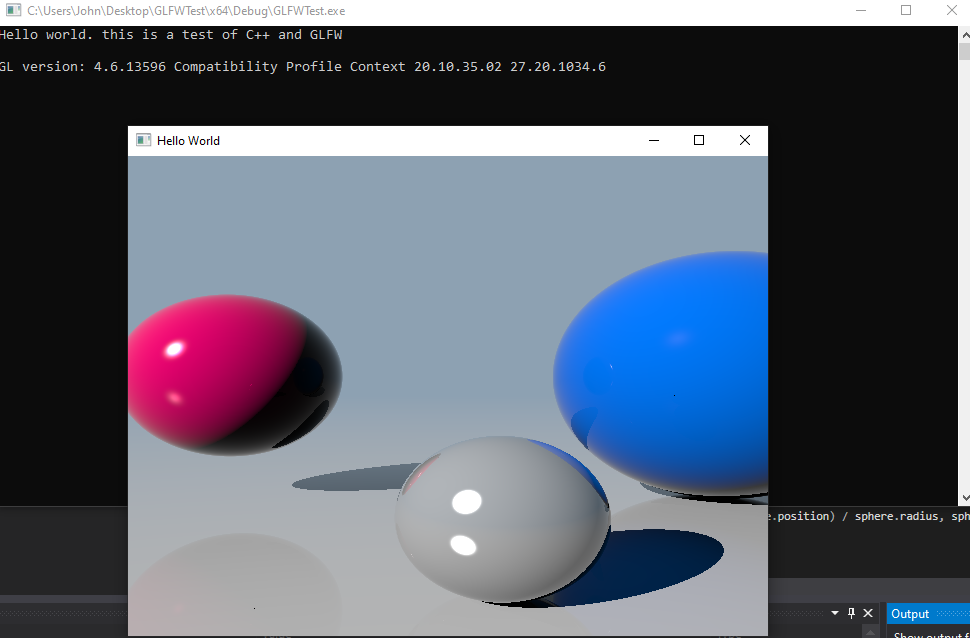 C:\Users\John\Desktop\GLFWTest\x64\Debug\GLFWTest.exe
Hello world. this is a test of C++ and GLFW
GL version: 4.6.13596 Compatibility Profile Context 20.10.35.02 27.20.1034.6
Hello World
e.position) / sphere.radius, sph
Output
Show output f